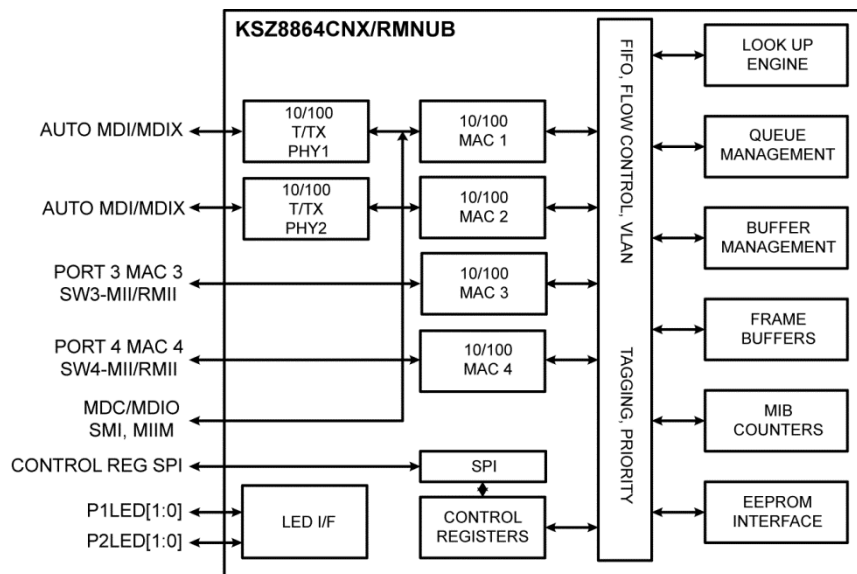 KSZ8864CNX/RMNUB
AUTO MDI/MDIX
10/100
T/TX
PHY1
10/100
MAC 1
AUTO MDI/MDIX
10/100
T/TX
PHY2
10/100
MAC 2
PORT 3 MAC 3
SW3-MII/RMII
10/100
MAC 3
PORT 4 MAC 4
SW4-MII/RMII
10/100
MAC 4
MDC/MDIO
SMI, MIIM
CONTROL REG SPI
SPI
P1LED[1:0]
P2LED[1:0]
LED I/F
CONTROL
REGISTERS
FIFO, FLOW CONTROL, VLAN
TAGGING, PRIORITY
LOOK UP
ENGINE
QUEUE
MANAGEMENT
BUFFER
MANAGEMENT
FRAME
BUFFERS
MIB
COUNTERS
EEPROM
INTERFACE